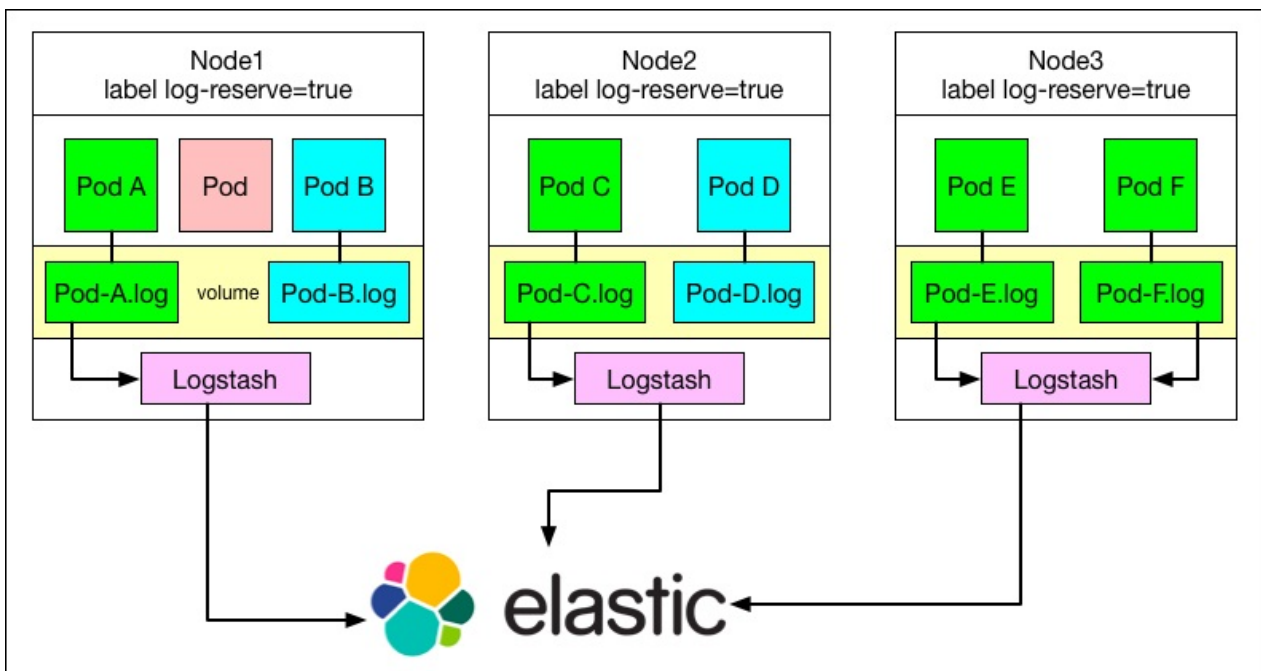 Node1
label log-reserve=true
Node2
label log-reserve=true
Node3
label log-reserve=true
Pod A
Pod
Pod B
Pod C
Pod D
Pod E
Pod F
Pod-A.log
volume
Pod-B.log
Pod-C.log
Pod-D.log
Pod-E.log
Pod-F.log
Logstash
Logstash
Logstash
elastic